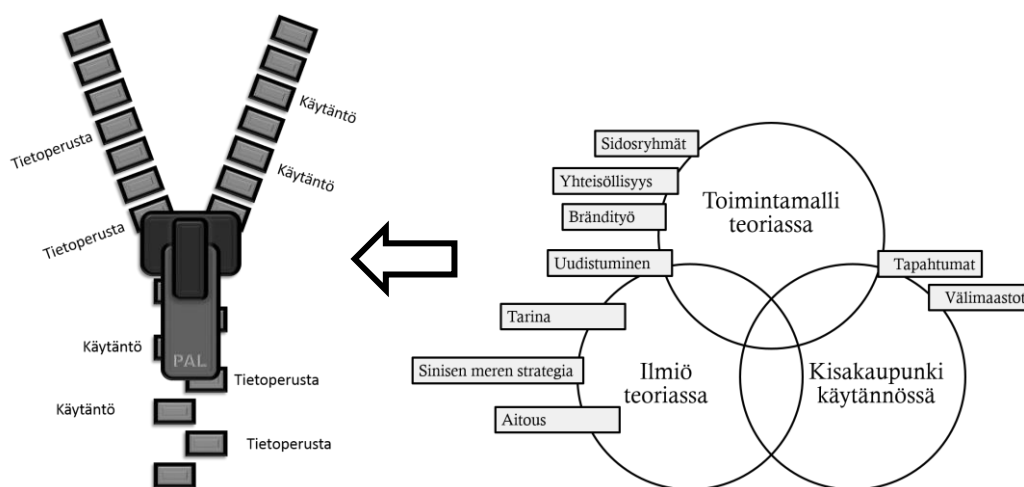 Käytäntö
Tietoperusta
Käytäntö
Tietoperusta
Käytäntö
PAL
Tietoperusta
Käytäntö
Tietoperusta
Sidosryhmät
Yhteisöllisyys
Brändityö
Uudistuminen
Toimintamalli
teoriassa
Tapahtumat
Välimaastot
Tarina
Sinisen meren strategia
Aitous
Ilmiö
teoriassa
Kisakaupunki
käytännössä